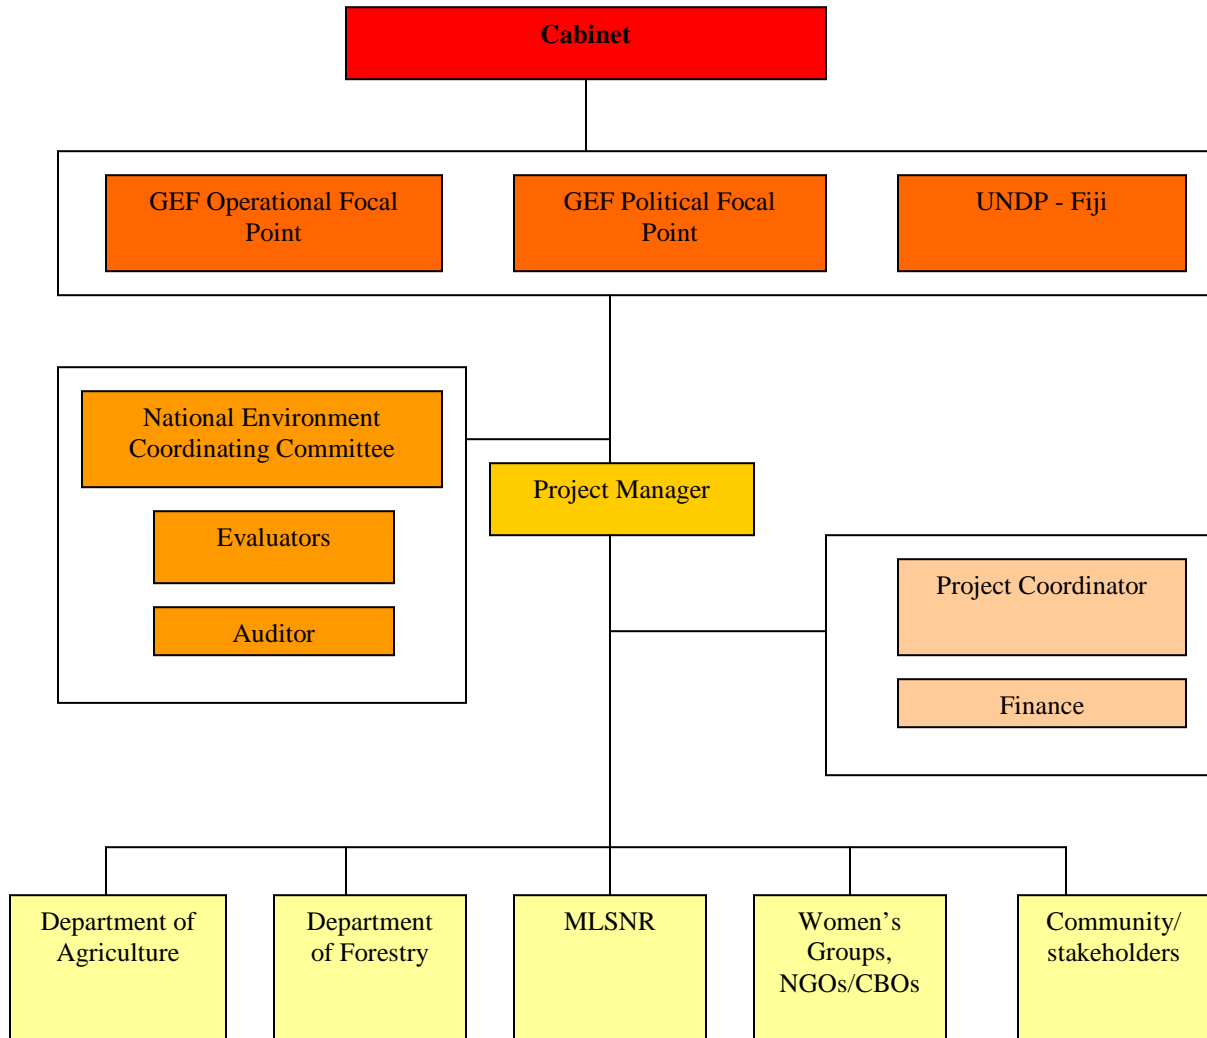 Cabinet
GEF Operational Focal
Point
GEF Political Focal
Point
UNDP - Fiji
National Environment
Coordinating Committee
Evaluators
Auditor
Project Manager
Project Coordinator
Finance
Department of
Agriculture
Department
of Forestry
MLSNR
Women’s
Groups,
NGOs/CBOs
Community/
stakeholders